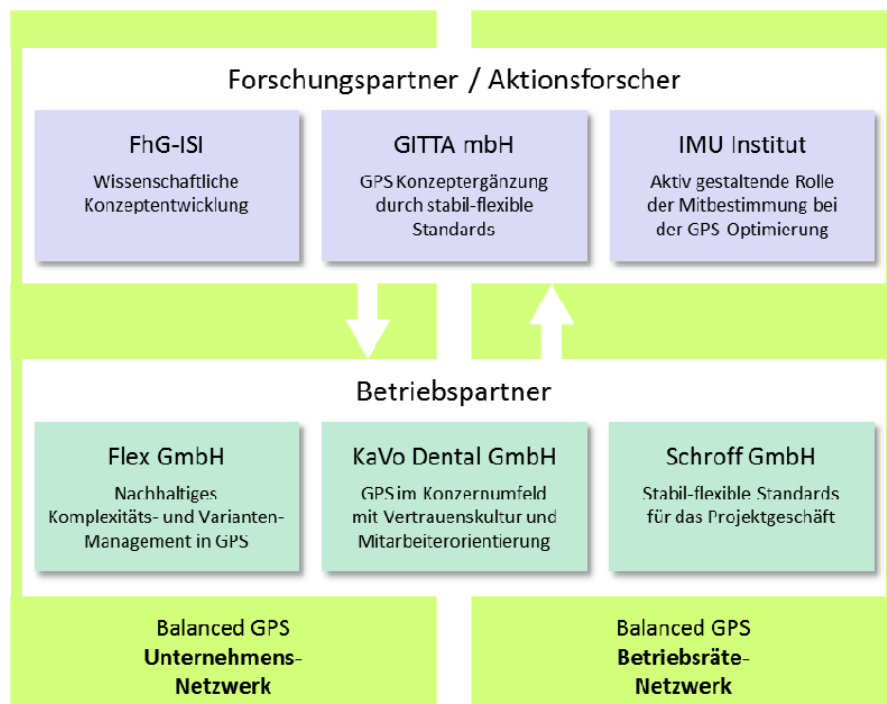 Forschungspartner / Aktionsforscher
FhG-ISI
Wissenschaftliche
Konzeptentwicklung
GITTA mbH
GPS Konzeptergänzung
durch stabil-flexible
Standards
IMU Institut
Aktiv gestaltende Rolle
der Mitbestimmung bei
der GPS Optimierung
Betriebspartner
Flex GmbH
Nachhaltiges
Komplexitäts- und Varianten-
Management in GPS
KaVo Dental GmbH
GPS im Konzernumfeld
mit Vertrauenskultur und
Mitarbeiterorientierung
Schroff GmbH
Stabil-flexible Standards
für das Projektgeschäft
Balanced GPS
Unternehmens-
Netzwerk
Balanced GPS
Betriebsräte-
Netzwerk